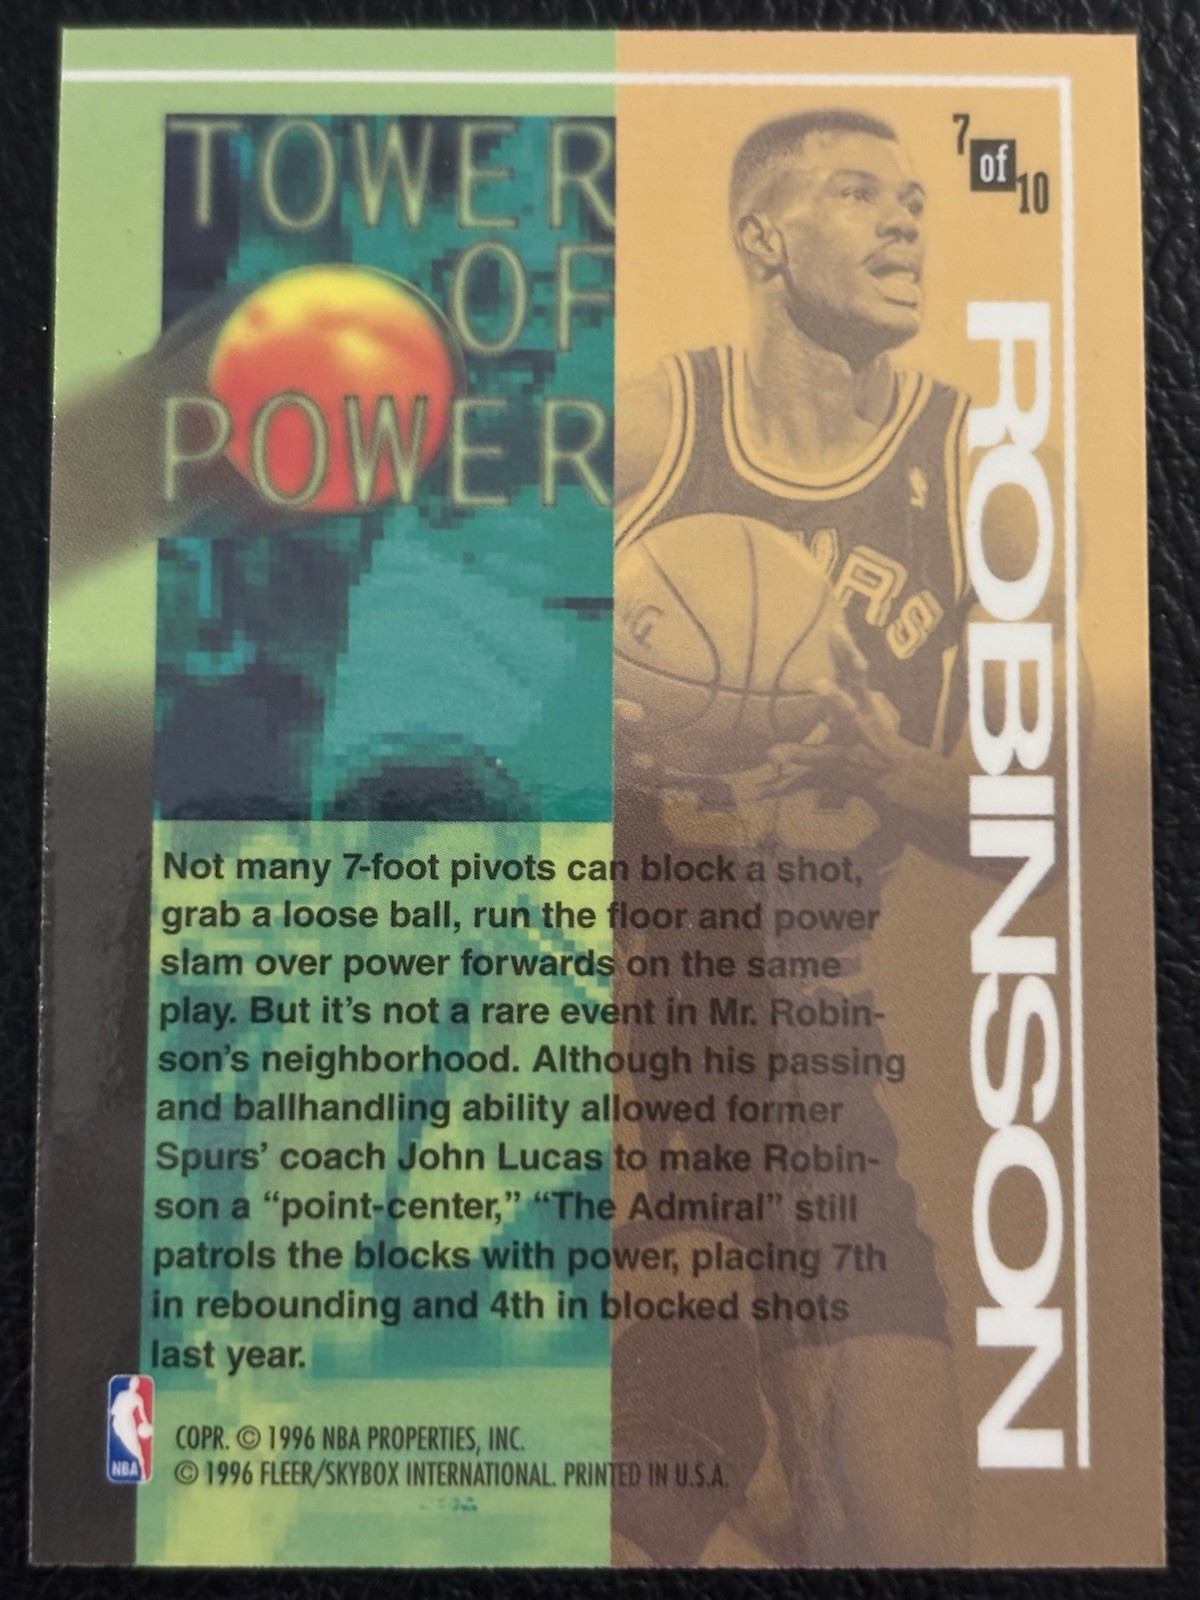 TOWER
OF
POWER
7
of
10
ROBINSON
Not many 7-foot pivots can block a shot,
grab a loose ball, run the floor and power
slam over power forwards on the same
play. But it's not a rare event in Mr. Robin-
son's neighborhood. Although his passing
and ballhandling ability allowed former
Spurs' coach John Lucas to make Robin-
son a “point-center,” “The Admiral” still
patrols the blocks with power, placing 7th
in rebounding and 4th in blocked shots
last year.
NBA
COPR. © 1996 NBA PROPERTIES, INC.
© 1996 FLEER/SKYBOX INTERNATIONAL. PRINTED IN U.S.A.